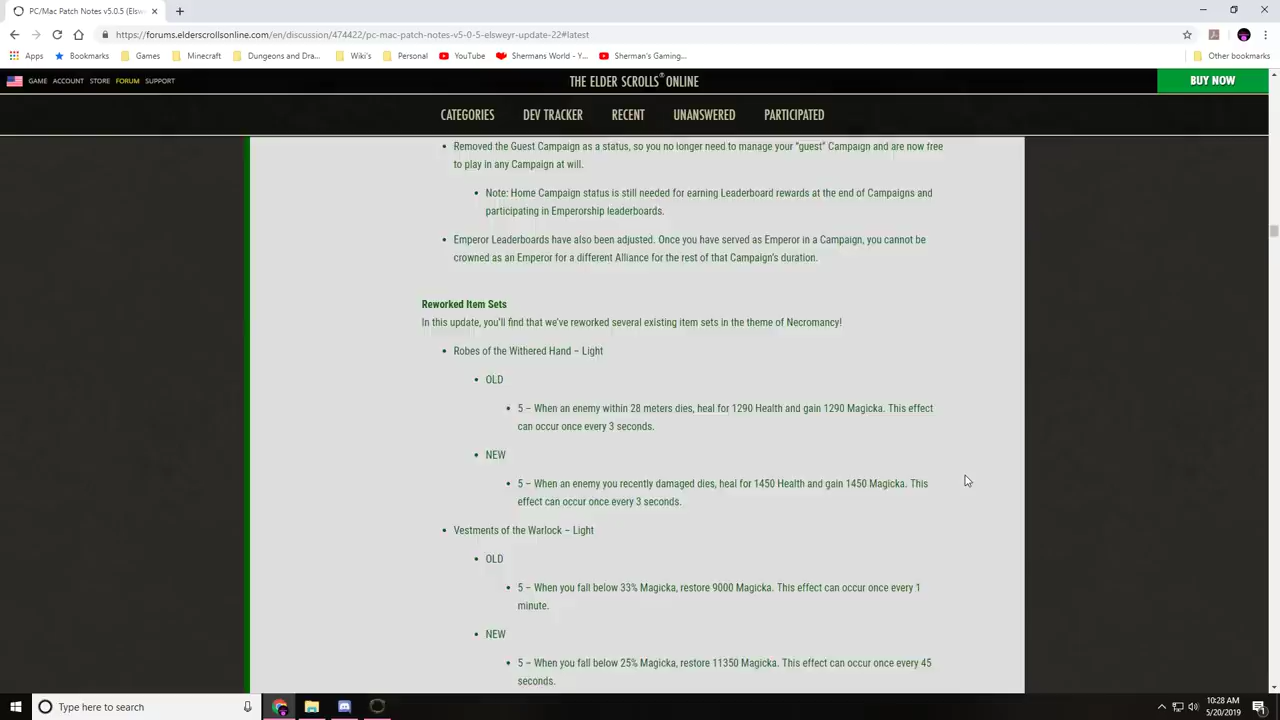 PC/Mac Patch Notes v5.0.5 (Elsw
https://forums.elderscrollsonline.com/en/discussion/474422/pc-mac-patch-notes-v5-0-5-elsweyr-update-22#latest
Apps Bookmarks Games Minecraft Dungeons and Drag... Wiki's Personal YouTube Shermans World - Y... Sherman's Gaming... Other bookmarks
GAME ACCOUNT STORE FORUM SUPPORT
THE ELDER SCROLLS® ONLINE
BUY NOW
CATEGORIES DEV TRACKER RECENT UNANSWERED PARTICIPATED
• Removed the Guest Campaign as a status, so you no longer need to manage your "guest" Campaign and are now free
to play in any Campaign at will.
• Note: Home Campaign status is still needed for earning Leaderboard rewards at the end of Campaigns and
participating in Emperorship leaderboards.
• Emperor Leaderboards have also been adjusted. Once you have served as Emperor in a Campaign, you cannot be
crowned as an Emperor for a different Alliance for the rest of that Campaign's duration.
Reworked Item Sets
In this update, you'll find that we've reworked several existing item sets in the theme of Necromancy!
• Robes of the Withered Hand – Light
• OLD
• 5 – When an enemy within 28 meters dies, heal for 1290 Health and gain 1290 Magicka. This effect
can occur once every 3 seconds.
• NEW
• 5 – When an enemy you recently damaged dies, heal for 1450 Health and gain 1450 Magicka. This
effect can occur once every 3 seconds.
• Vestments of the Warlock – Light
• OLD
• 5 – When you fall below 33% Magicka, restore 9000 Magicka. This effect can occur once every 1
minute.
• NEW
• 5 – When you fall below 25% Magicka, restore 11350 Magicka. This effect can occur once every 45
seconds.
Type here to search
10:28 AM
5/20/2019